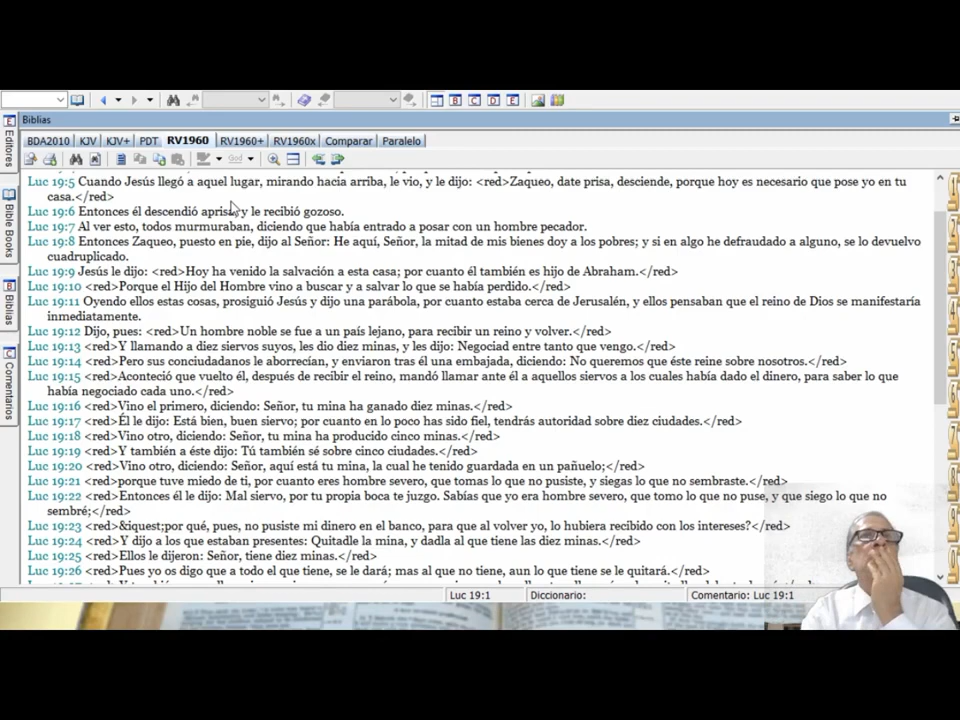 Biblias
BDA2010 KJV KJV+ PDT RV1960 RV1960+ RV1960x Comparar Paralelo
Editores
Bible Books
Biblias
Comentarios
Luc 19:5 Cuando Jesús llegó a aquel lugar, mirando hacia arriba, le vio, y le dijo: <red>Zaqueo, date prisa, desciende, porque hoy es necesario que pose yo en tu
casa.</red>
Luc 19:6 Entonces él descendió aprisa, y le recibió gozoso.
Luc 19:7 Al ver esto, todos murmuraban, diciendo que había entrado a posar con un hombre pecador.
Luc 19:8 Entonces Zaqueo, puesto en pie, dijo al Señor: He aquí, Señor, la mitad de mis bienes doy a los pobres; y si en algo he defraudado a alguno, se lo devuelvo
cuadruplicado.
Luc 19:9 Jesús le dijo: <red>Hoy ha venido la salvación a esta casa; por cuanto él también es hijo de Abraham.</red>
Luc 19:10 <red>Porque el Hijo del Hombre vino a buscar y a salvar lo que se había perdido.</red>
Luc 19:11 Oyendo ellos estas cosas, prosiguió Jesús y dijo una parábola, por cuanto estaba cerca de Jerusalén, y ellos pensaban que el reino de Dios se manifestaría
inmediatamente.
Luc 19:12 Dijo, pues: <red>Un hombre noble se fue a un país lejano, para recibir un reino y volver.</red>
Luc 19:13 <red>Y llamando a diez siervos suyos, les dio diez minas, y les dijo: Negociad entre tanto que vengo.</red>
Luc 19:14 <red>Pero sus conciudadanos le aborrecían, y enviaron tras él una embajada, diciendo: No queremos que éste reine sobre nosotros.</red>
Luc 19:15 <red>Aconteció que vuelto él, después de recibir el reino, mandó llamar ante él a aquellos siervos a los cuales había dado el dinero, para saber lo que
había negociado cada uno.</red>
Luc 19:16 <red>Vino el primero, diciendo: Señor, tu mina ha ganado diez minas.</red>
Luc 19:17 <red>Él le dijo: Está bien, buen siervo; por cuanto en lo poco has sido fiel, tendrás autoridad sobre diez ciudades.</red>
Luc 19:18 <red>Vino otro, diciendo: Señor, tu mina ha producido cinco minas.</red>
Luc 19:19 <red>Y también a éste dijo: Tú también sé sobre cinco ciudades.</red>
Luc 19:20 <red>Vino otro, diciendo: Señor, aquí está tu mina, la cual he tenido guardada en un pañuelo;</red>
Luc 19:21 <red>porque tuve miedo de ti, por cuanto eres hombre severo, que tomas lo que no pusiste, y siegas lo que no sembraste.</red>
Luc 19:22 <red>Entonces él le dijo: Mal siervo, por tu propia boca te juzgo. Sabías que yo era hombre severo, que tomo lo que no puse, y que siego lo que no
sembré;</red>
Luc 19:23 <red>&iquest;por qué, pues, no pusiste mi dinero en el banco, para que al volver yo, lo hubiera recibido con los intereses?</red>
Luc 19:24 <red>Y dijo a los que estaban presentes: Quitadle la mina, y dadla al que tiene las diez minas.</red>
Luc 19:25 <red>Ellos le dijeron: Señor, tiene diez minas.</red>
Luc 19:26 <red>Pues yo os digo que a todo el que tiene, se le dará; mas al que no tiene, aun lo que tiene se le quitará.</red>
Luc 19:1 Diccionario: Comentario: Luc 19:1